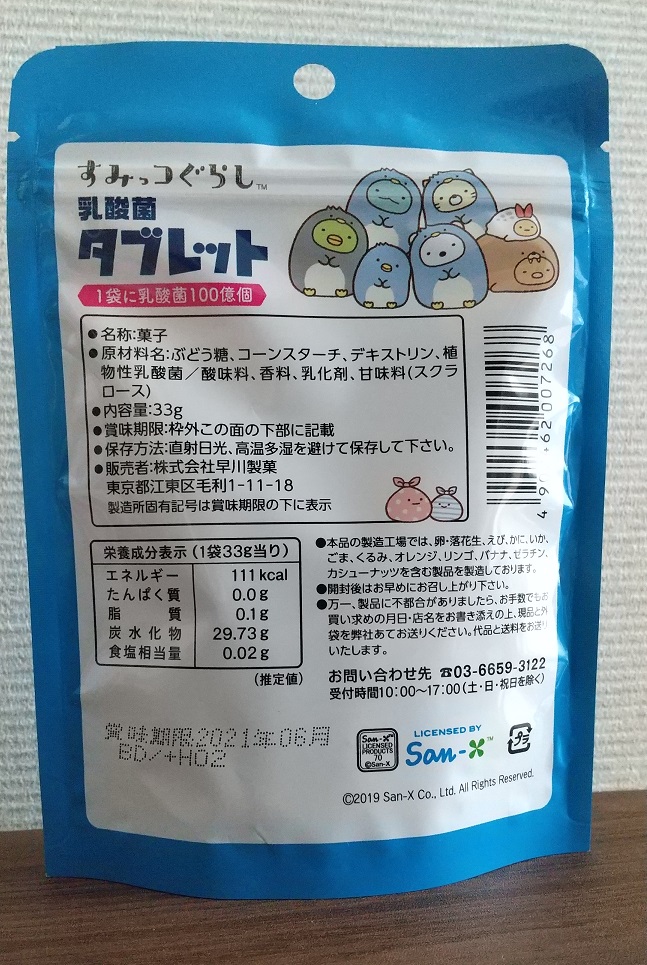 すみっコぐらし™
乳酸菌
タブレット
1袋に乳酸菌100億個
●名称:菓子
●原材料名:ぶどう糖、コーンスターチ、デキストリン、植
物性乳酸菌/酸味料、香料、乳化剤、甘味料(スクラ
ロース)
●内容量:33g
●賞味期限:枠外この面の下部に記載
●保存方法:直射日光、高温多湿を避けて保存して下さい。
●販売者:株式会社早川製菓
東京都江東区毛利1-11-18
製造所固有記号は賞味期限の下に表示
62 007268
栄養成分表示(1袋33g当り)
エネルギー 111kcal
たんぱく質 0.0g
脂質 0.1g
炭水化物 29.73g
食塩相当量 0.02g
(推定値)
●本品の製造工場では、卵・落花生、えび、かに、いか、
ごま、くるみ、オレンジ、リンゴ、バナナ、ゼラチン、
カシューナッツを含む製品を製造しております。
●開封後はお早めにお召し上がり下さい。
●万一、製品に不都合がありましたら、お手数でもお
買い求めの月日・店名をお書き添えの上、現品と外
袋を弊社あてお送りください。代品と送料をお送り
いたします。
お問い合わせ先 ☎03-6659-3122
受付時間10:00~17:00(土・日・祝日を除く)
賞味期限2021年06月
BD/+H02
San-X
LICENSED
PRODUCTS
70
©San-X
LICENSED BY
San-X™
プラ
©2019 San-X Co., Ltd. All Rights Reserved.